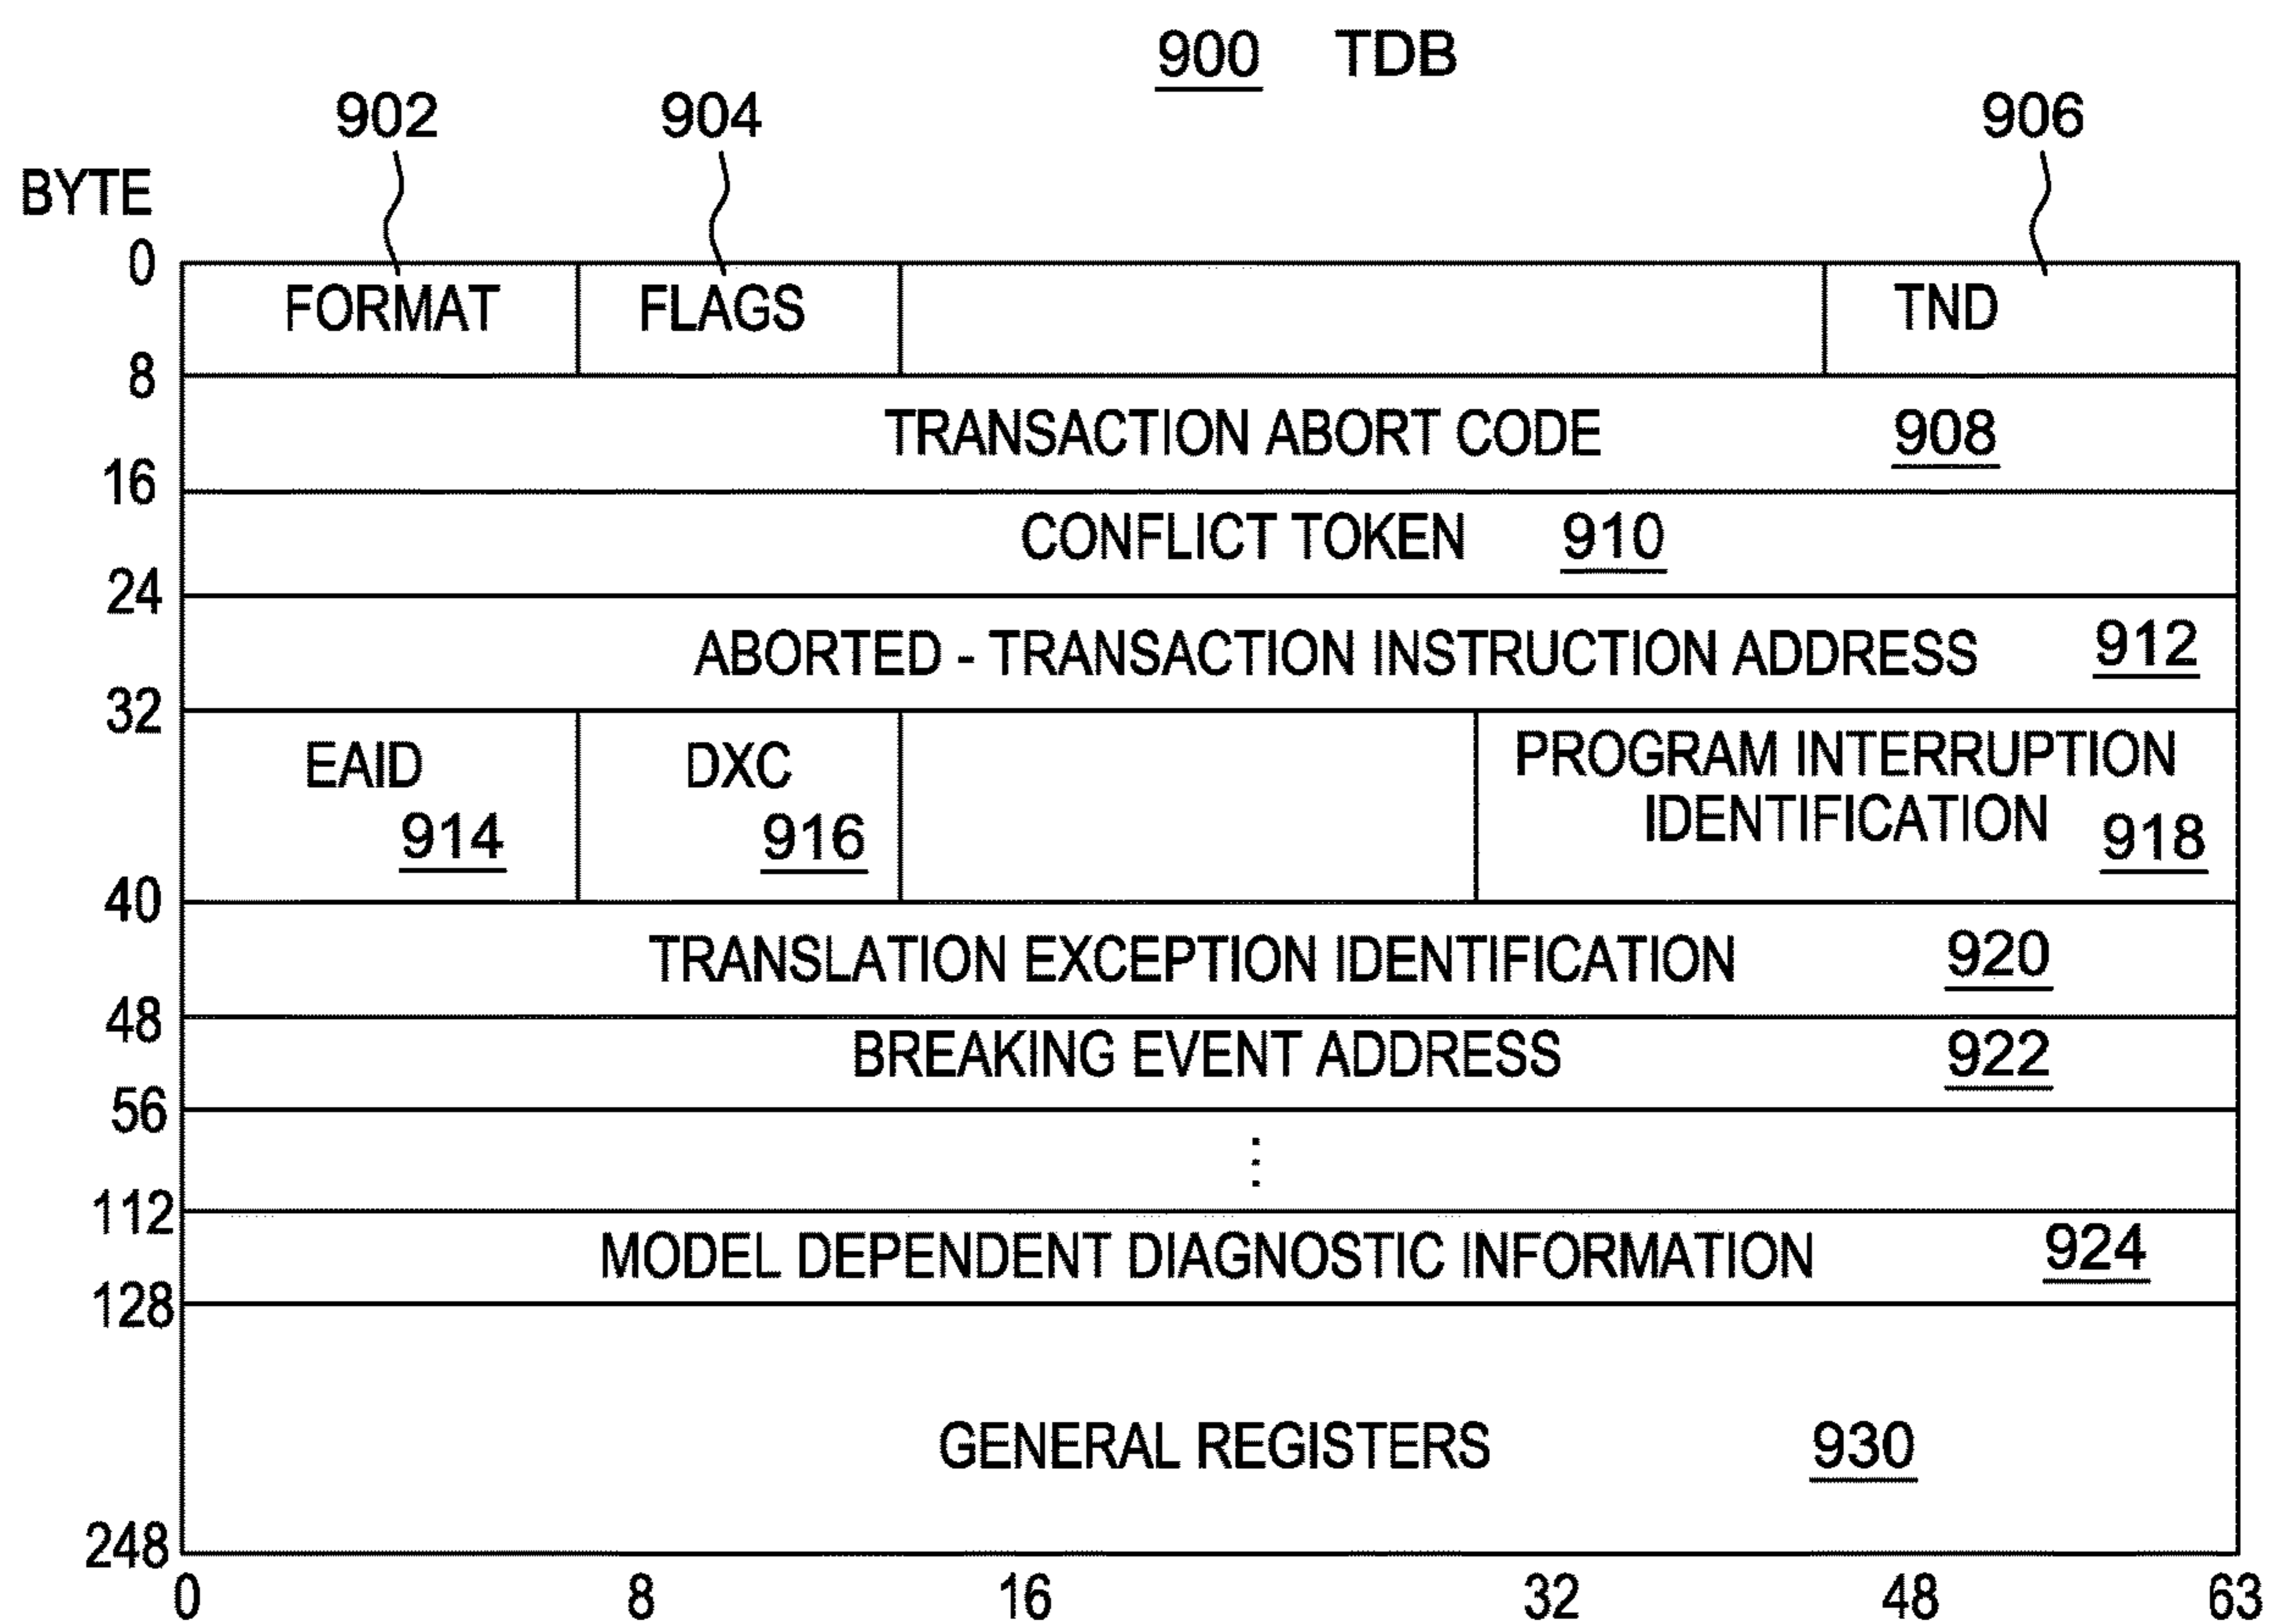 900 TDB
902 904 906
BYTE
0
FORMAT FLAGS TND
8
TRANSACTION ABORT CODE 908
16
CONFLICT TOKEN 910
24
ABORTED - TRANSACTION INSTRUCTION ADDRESS 912
32
EAID DXC PROGRAM INTERRUPTION
IDENTIFICATION
914 916 918
40
TRANSLATION EXCEPTION IDENTIFICATION 920
48
BREAKING EVENT ADDRESS 922
56
⋮
112
MODEL DEPENDENT DIAGNOSTIC INFORMATION 924
128
GENERAL REGISTERS 930
248
0 8 16 32 48 63